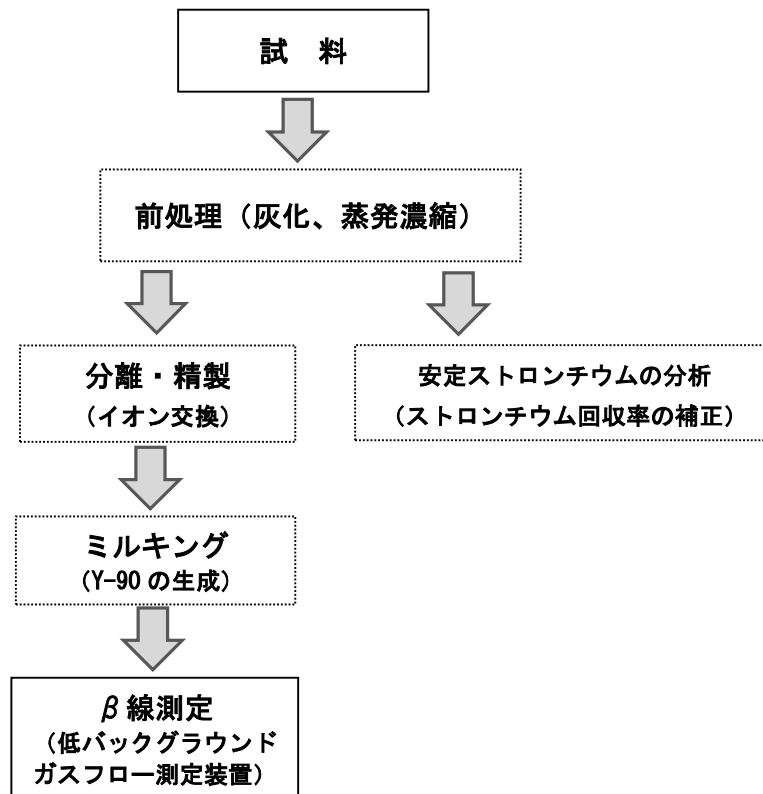 試　料
前処理（灰化、蒸発濃縮）
分離・精製
（イオン交換）
安定ストロンチウムの分析
（ストロンチウム回収率の補正）
ミルキング
（Y-90 の生成）
β線測定
（低バックグラウンド
ガスフロー測定装置）